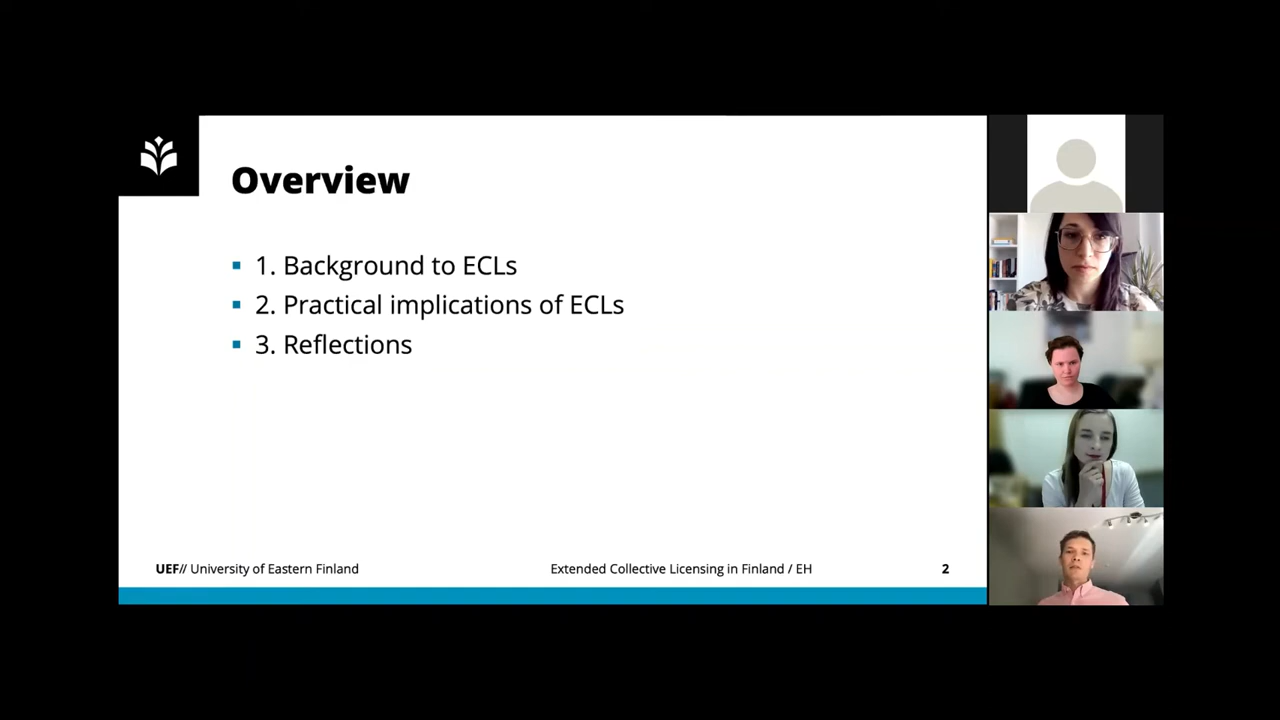 Overview
1. Background to ECLs
2. Practical implications of ECLs
3. Reflections
UEF// University of Eastern Finland
Extended Collective Licensing in Finland / EH
2